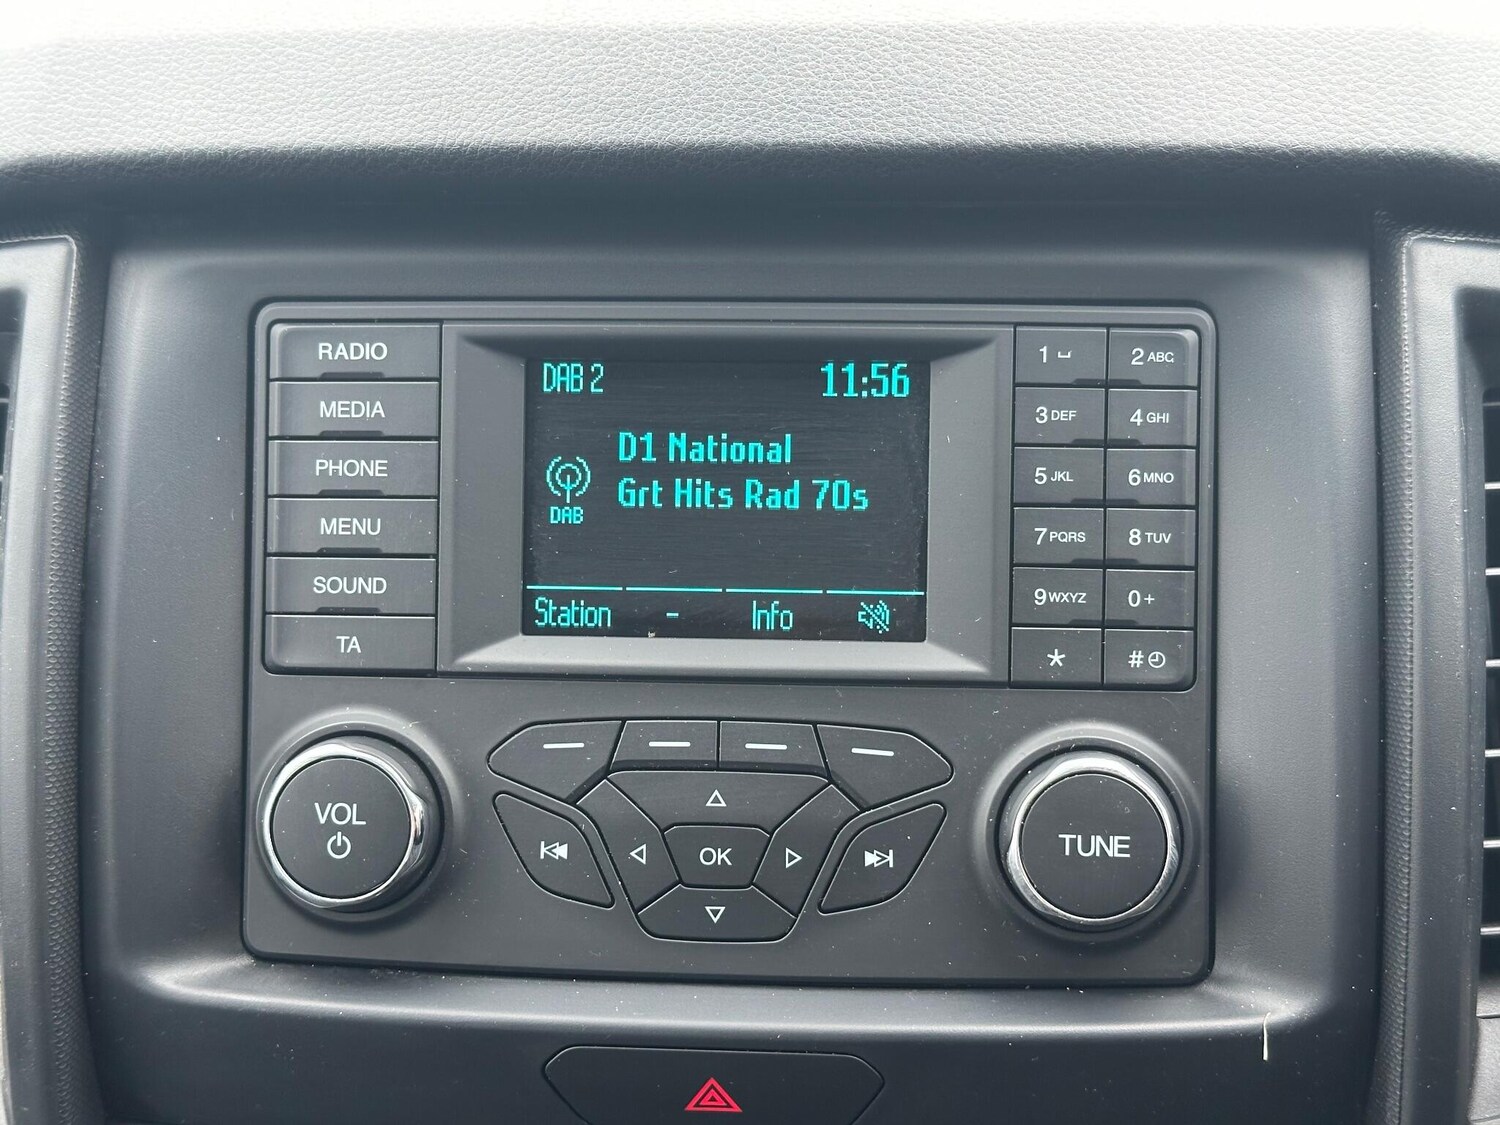 RADIO
MEDIA
PHONE
MENU
SOUND
TA
DAB 2 11:56
D1 National
Grt Hits Rad 70s
DAB
Station - Info
1 ⎵ 2 ABC
3 DEF 4 GHI
5 JKL 6 MNO
7 PQRS 8 TUV
9 WXYZ 0 +
* #
VOL
OK
TUNE